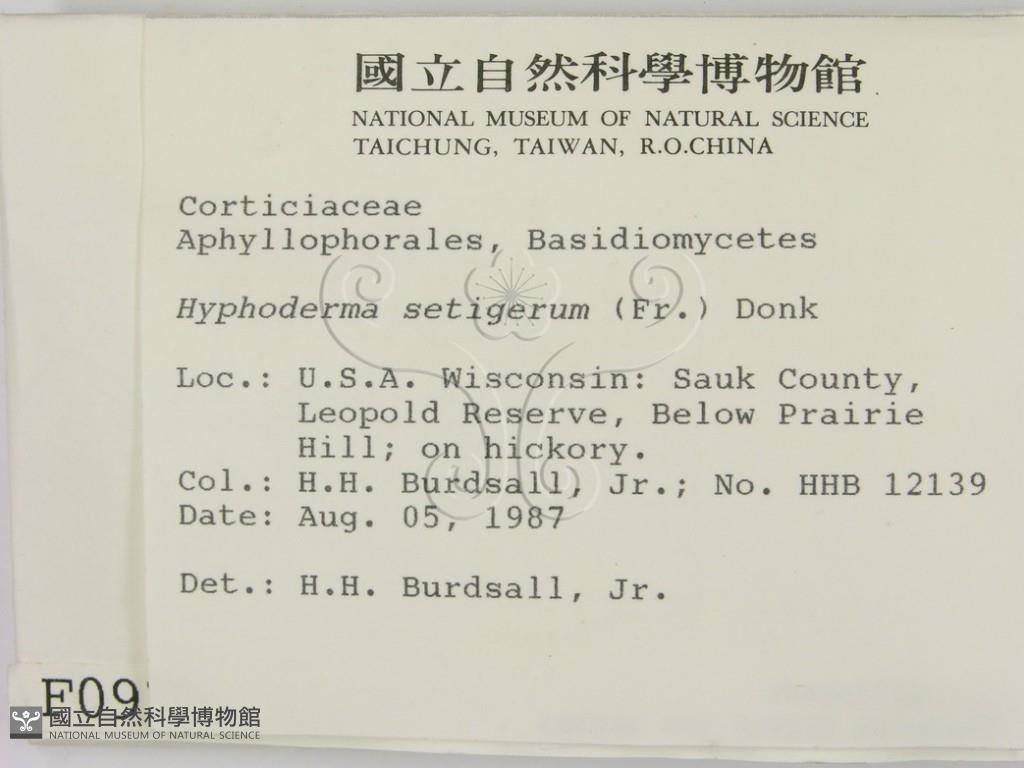 國立自然科學博物館
NATIONAL MUSEUM OF NATURAL SCIENCE
TAICHUNG, TAIWAN, R.O.CHINA
Corticiaceae
Aphyllophorales, Basidiomycetes
Hyphoderma setigerum (Fr.) Donk
Loc.: U.S.A. Wisconsin: Sauk County,
Leopold Reserve, Below Prairie
Hill; on hickory.
Col.: H.H. Burdsall, Jr.; No. HHB 12139
Date: Aug. 05, 1987
Det.: H.H. Burdsall, Jr.
F09
國立自然科學博物館
NATIONAL MUSEUM OF NATURAL SCIENCE